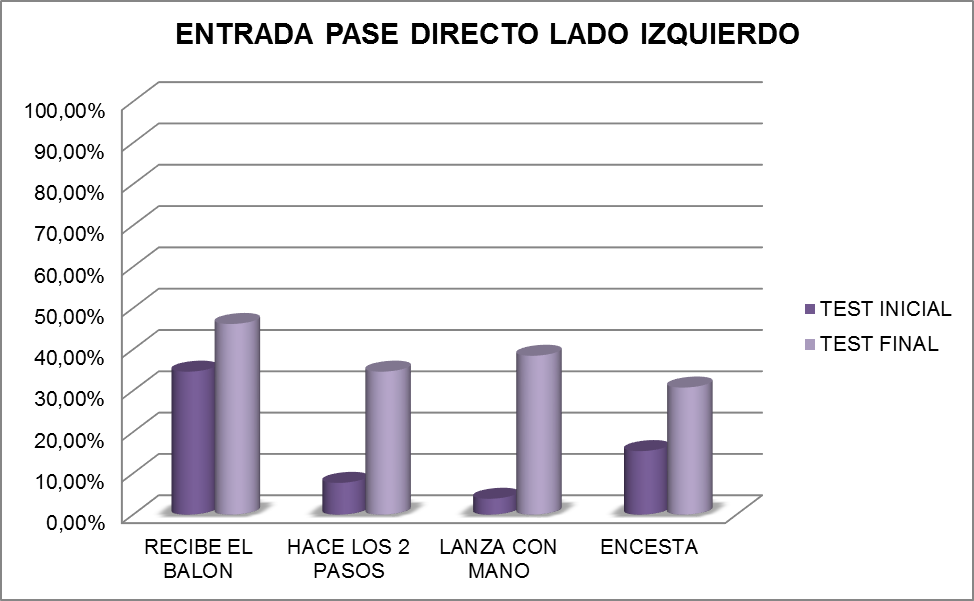 ENTRADA PASE DIRECTO LADO IZQUIERDO
100,00%
90,00%
80,00%
70,00%
60,00%
50,00%
40,00%
30,00%
20,00%
10,00%
0,00%
RECIBE EL
BALON
HACE LOS 2
PASOS
LANZA CON
MANO
ENCESTA
TEST INICIAL
TEST FINAL